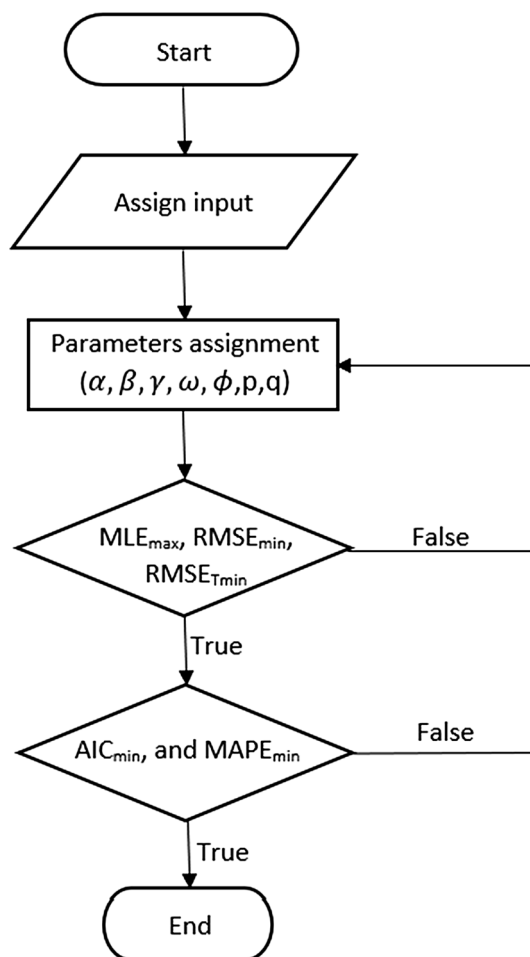 Start
Assign input
Parameters assignment
(α, β, γ, ω, ϕ,p,q)
MLEmax, RMSEmin,
RMSETmin
False
True
AICmin, and MAPEmin
False
True
End